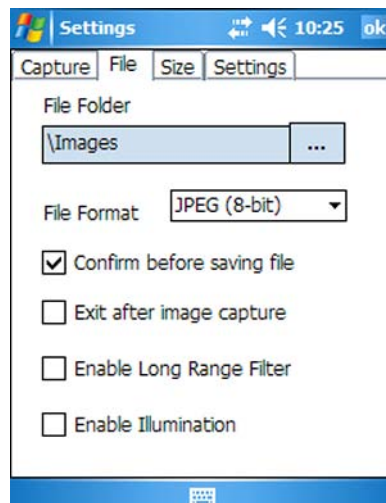 Settings 10:25 ok
Capture File Size Settings
File Folder
\Images ...
File Format JPEG (8-bit)
Confirm before saving file
Exit after image capture
Enable Long Range Filter
Enable Illumination